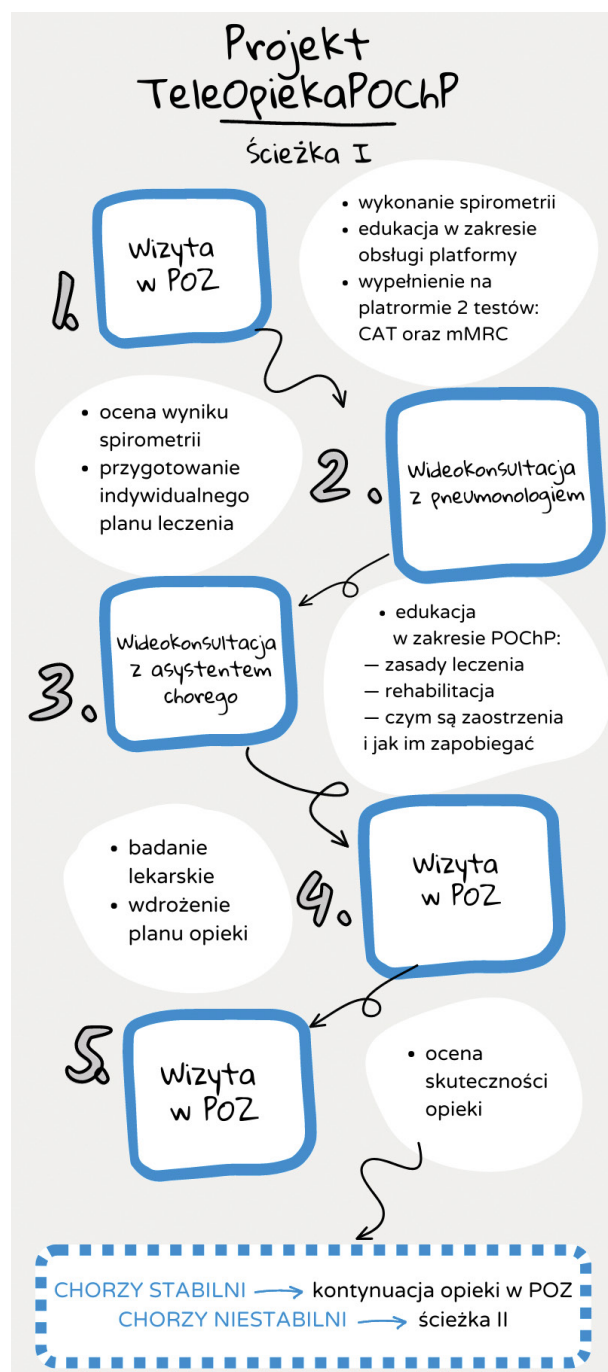 Projekt
TeleOpiekaPOChP
Ścieżka I
1.
Wizyta
w POZ
• wykonanie spirometrii
• edukacja w zakresie
obsługi platformy
• wypełnienie na
platrormie 2 testów:
CAT oraz mMRC
2.
Wideokonsultacja
z pneumonologiem
• ocena wyniku
spirometrii
• przygotowanie
indywidualnego
planu leczenia
3.
Wideokonsultacja
z asystentem
chorego
• edukacja
w zakresie POChP:
— zasady leczenia
— rehabilitacja
— czym są zaostrzenia
i jak im zapobiegać
4.
Wizyta
w POZ
• badanie
lekarskie
• wdrożenie
planu opieki
5.
Wizyta
w POZ
• ocena
skuteczności
opieki
CHORZY STABILNI → kontynuacja opieki w POZ
CHORZY NIESTABILNI → ścieżka II